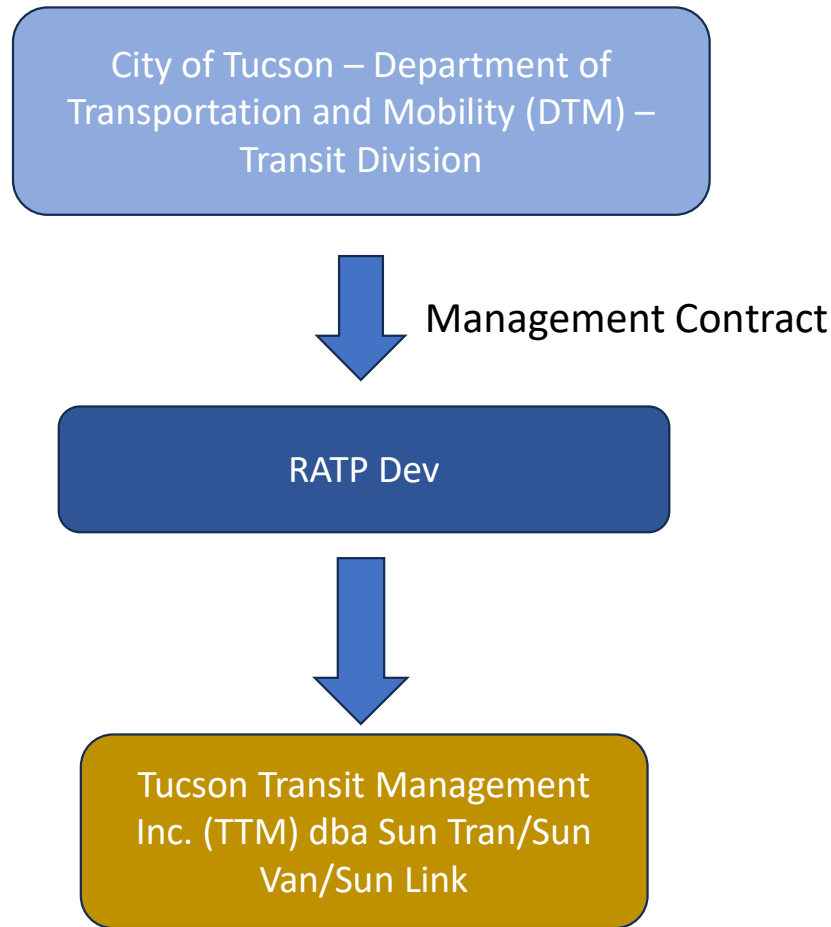 City of Tucson – Department of
Transportation and Mobility (DTM) –
Transit Division
Management Contract
RATP Dev
Tucson Transit Management
Inc. (TTM) dba Sun Tran/Sun
Van/Sun Link